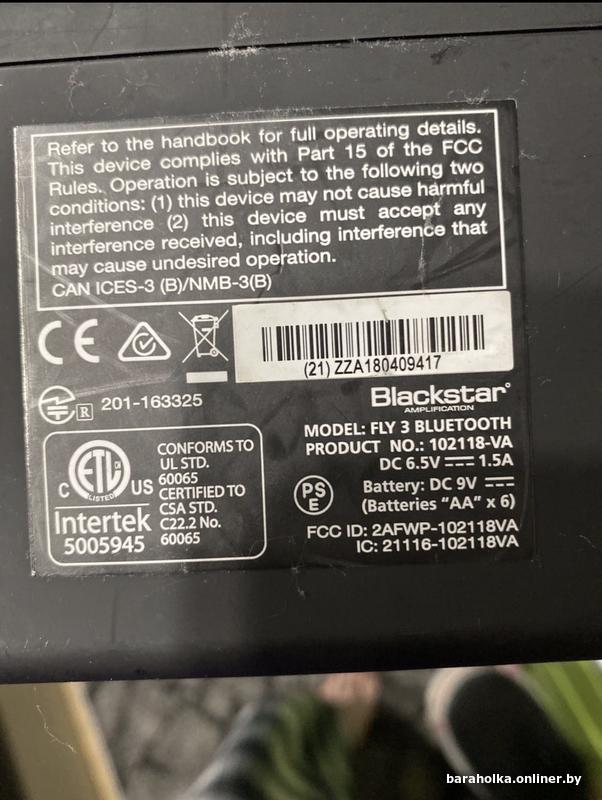 Refer to the handbook for full operating details.
This device complies with Part 15 of the FCC
Rules. Operation is subject to the following two
conditions: (1) this device may not cause harmful
interference (2) this device must accept any
interference received, including interference that
may cause undesired operation.
CAN ICES-3 (B)/NMB-3(B)
CE
(21) ZZA180409417
R 201-163325
Blackstar
AMPLIFICATION
MODEL: FLY 3 BLUETOOTH
PRODUCT NO.: 102118-VA
DC 6.5V 1.5A
Battery: DC 9V
(Batteries “AA” x 6)
PS
E
FCC ID: 2AFWP-102118VA
IC: 21116-102118VA
C ETL US
LISTED
Intertek
5005945
CONFORMS TO
UL STD.
60065
CERTIFIED TO
CSA STD.
C22.2 No.
60065
baraholka.onliner.by